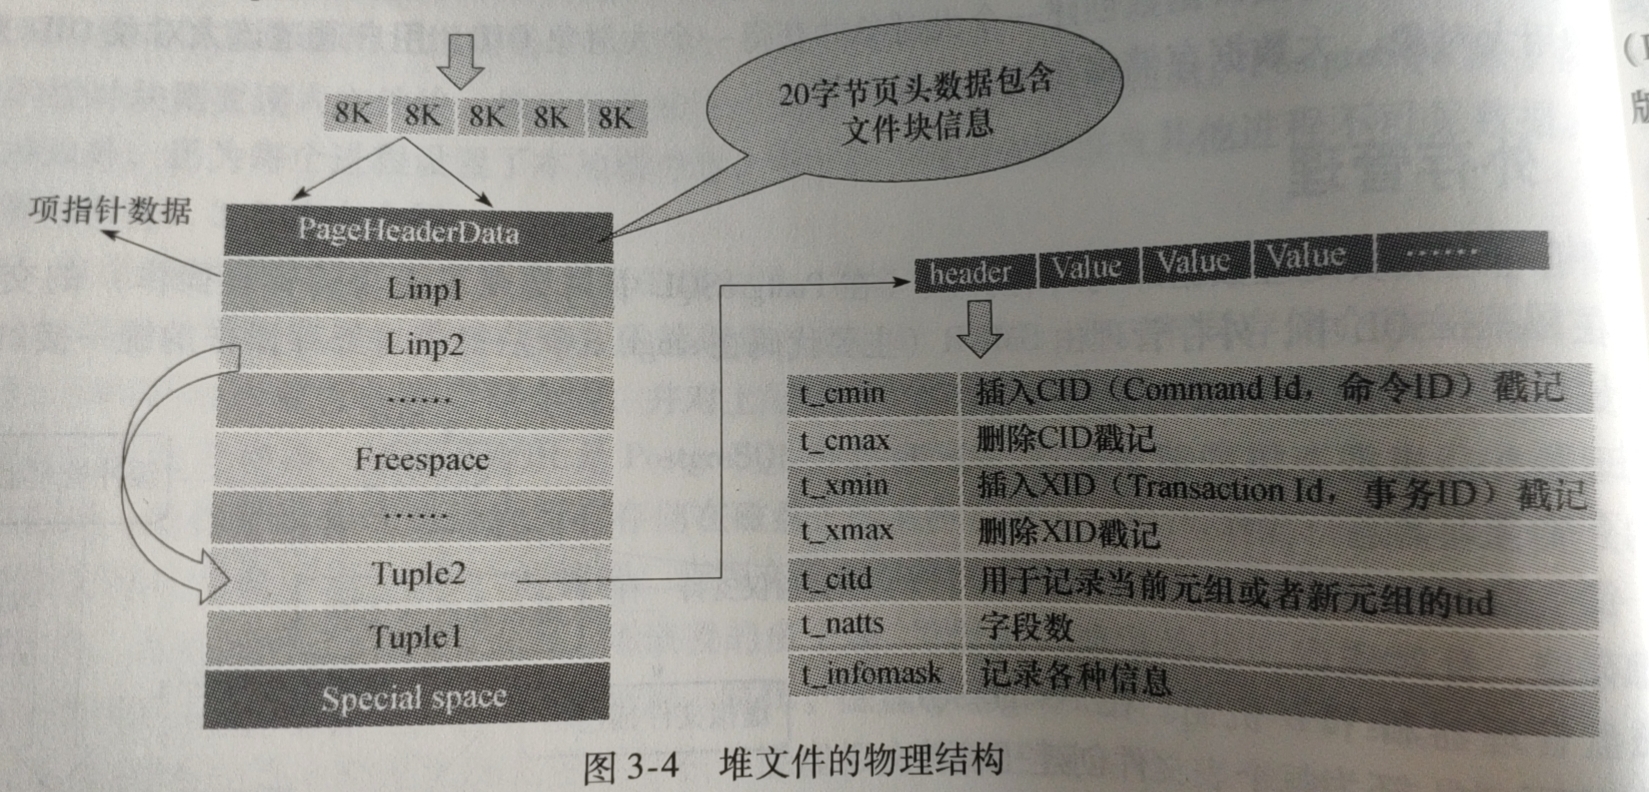 8K 8K 8K 8K 8K
20字节页头数据包含
文件块信息
项指针数据
PageHeaderData
Linp1
Linp2
......
Freespace
......
Tuple2
Tuple1
Special space
header Value Value Value ......
t_cmin 插入CID（Command Id，命令ID）戳记
t_cmax 删除CID戳记
t_xmin 插入XID（Transaction Id，事务ID）戳记
t_xmax 删除XID戳记
t_citd 用于记录当前元组或者新元组的tid
t_natts 字段数
t_infomask 记录各种信息
图 3-4 堆文件的物理结构
版